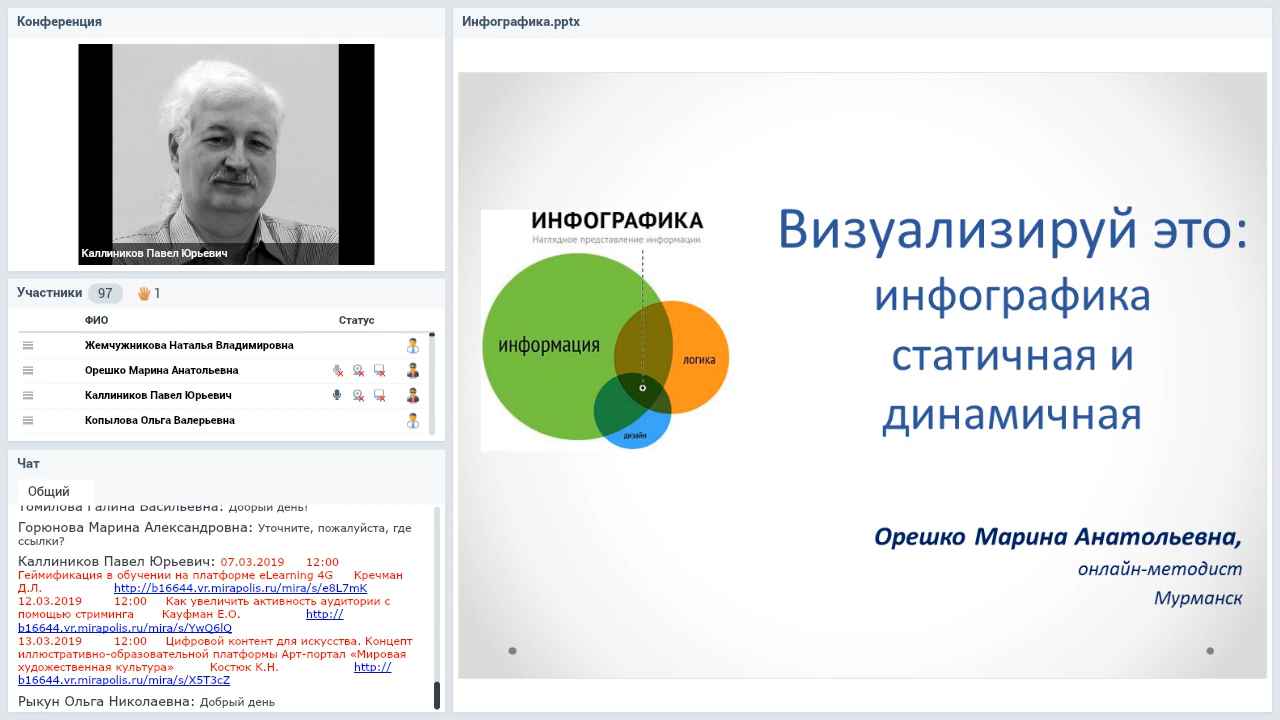 Конференция
Каллиников Павел Юрьевич
Участники 97 1
ФИО Статус
Жемчужникова Наталья Владимировна
Орешко Марина Анатольевна
Каллиников Павел Юрьевич
Копылова Ольга Валерьевна
Чат
Общий
Томилова Галина Васильевна: Добрый день!
Горюнова Марина Александровна: Уточните, пожалуйста, где
ссылки?
Каллиников Павел Юрьевич: 07.03.2019 12:00
Геймификация в обучении на платформе eLearning 4G Кречман
Д.Л. http://b16644.vr.mirapolis.ru/mira/s/e8L7mK
12.03.2019 12:00 Как увеличить активность аудитории с
помощью стриминга Кауфман Е.О. http://
b16644.vr.mirapolis.ru/mira/s/YwQ6lQ
13.03.2019 12:00 Цифровой контент для искусства. Концепт
иллюстративно-образовательной платформы Арт-портал «Мировая
художественная культура» Костюк К.Н. http://
b16644.vr.mirapolis.ru/mira/s/X5T3cZ
Рыкун Ольга Николаевна: Добрый день
Инфографика.pptx
ИНФОГРАФИКА
Наглядное представление информации
информация
логика
дизайн
Визуализируй это:
инфографика
статичная и
динамичная
Орешко Марина Анатольевна,
онлайн-методист
Мурманск